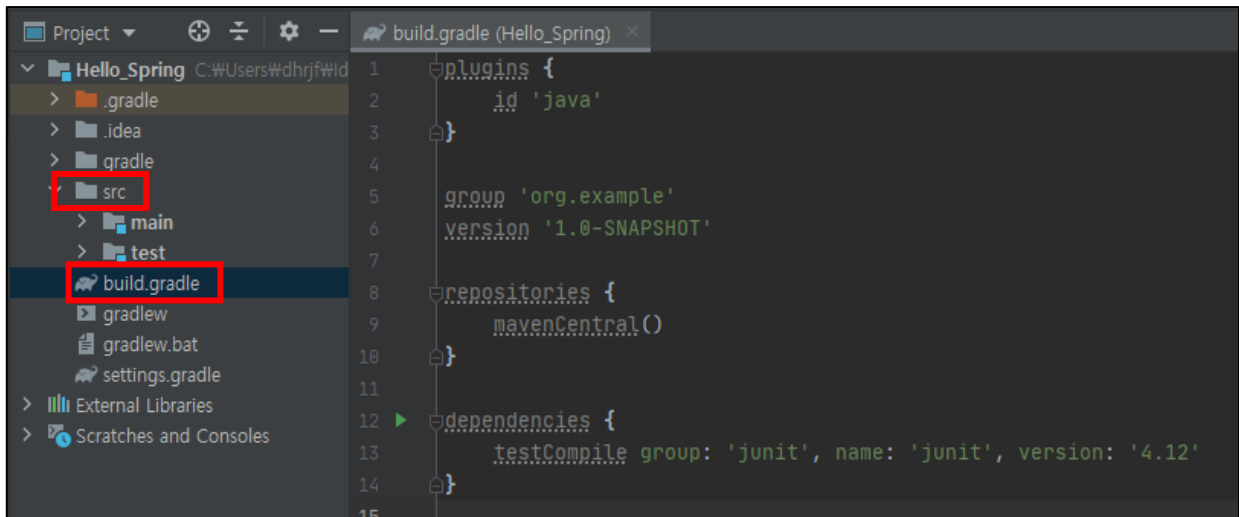 Project
build.gradle (Hello_Spring)
Hello_Spring C:₩Users₩dhrjf₩Id
.gradle
.idea
gradle
src
main
test
build.gradle
gradlew
gradlew.bat
settings.gradle
External Libraries
Scratches and Consoles
1 plugins {
2 id 'java'
3 }
4
5 group 'org.example'
6 version '1.0-SNAPSHOT'
7
8 repositories {
9 mavenCentral()
10 }
11
12 dependencies {
13 testCompile group: 'junit', name: 'junit', version: '4.12'
14 }
15